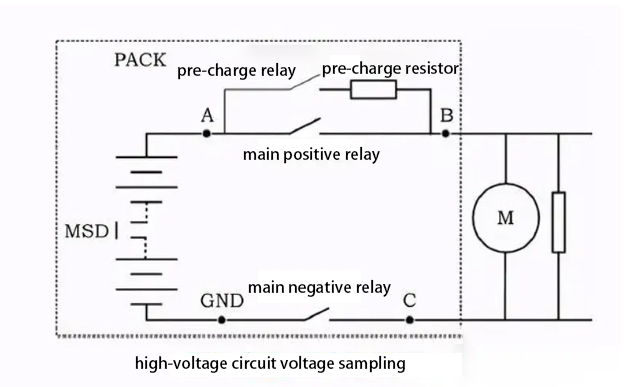 PACK
pre-charge relay
pre-charge resistor
A
B
main positive relay
MSD
M
main negative relay
GND
C
high-voltage circuit voltage sampling